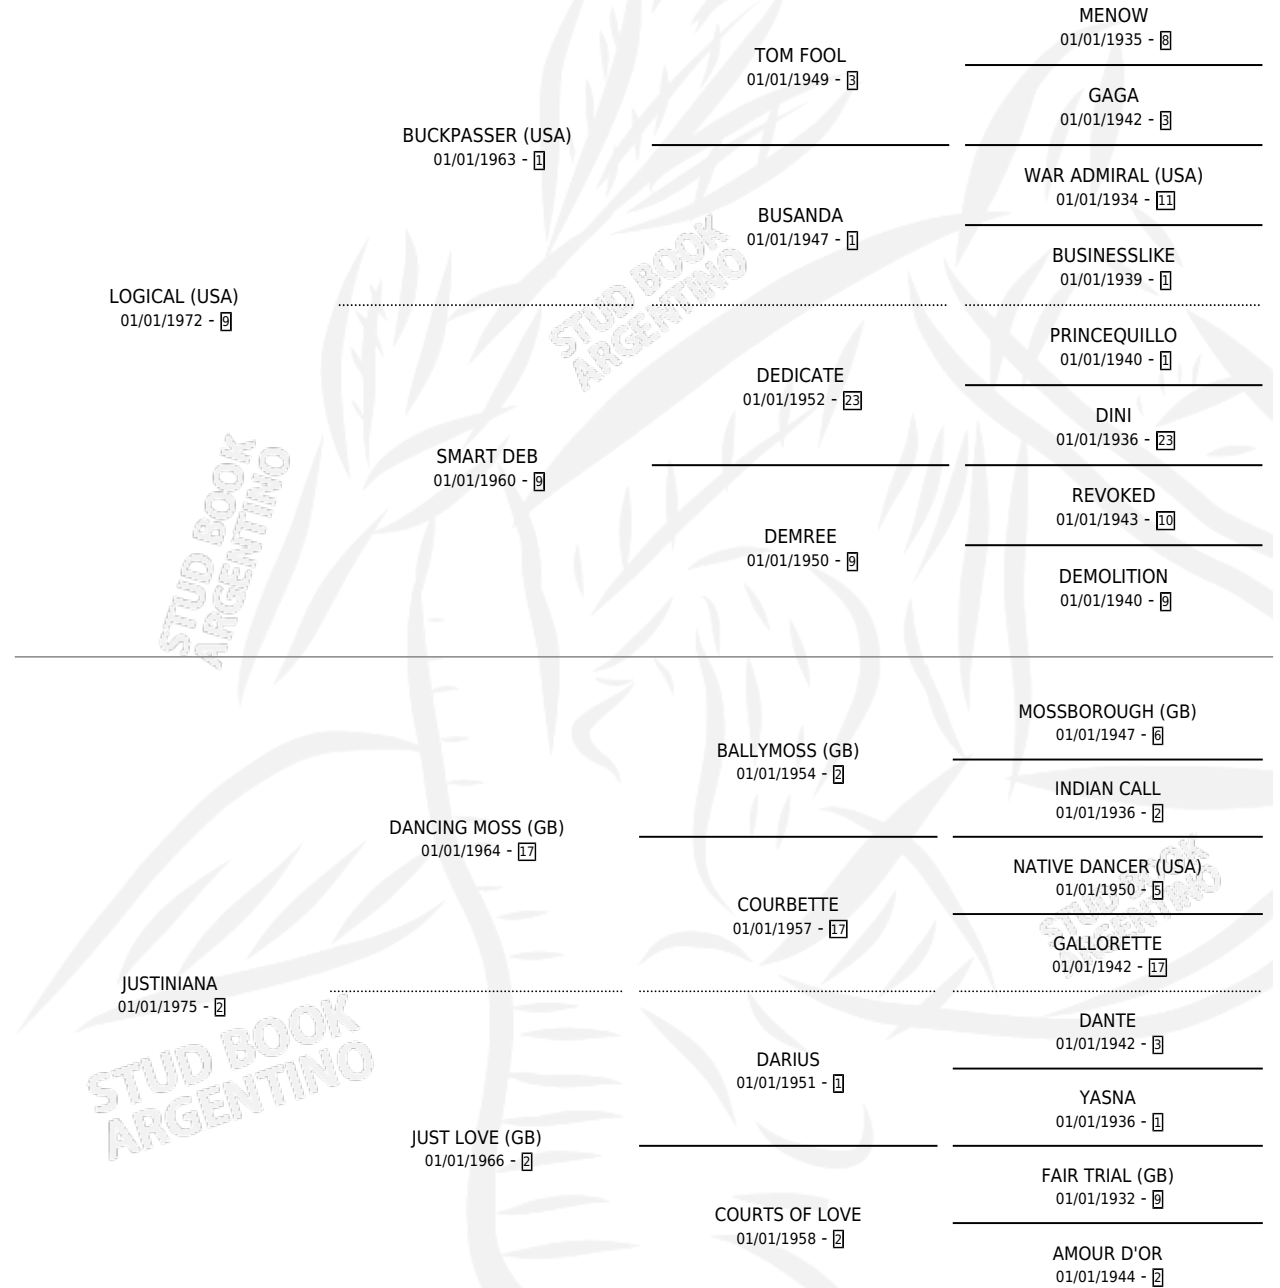 MENOW
01/01/1935 - 8
TOM FOOL
01/01/1949 - 3
GAGA
01/01/1942 - 3
BUCKPASSER (USA)
01/01/1963 - 1
WAR ADMIRAL (USA)
01/01/1934 - 11
BUSANDA
01/01/1947 - 1
BUSINESSLIKE
01/01/1939 - 1
LOGICAL (USA)
01/01/1972 - 9
PRINCEQUILLO
01/01/1940 - 1
DEDICATE
01/01/1952 - 23
DINI
01/01/1936 - 23
SMART DEB
01/01/1960 - 9
REVOKED
01/01/1943 - 10
DEMREE
01/01/1950 - 9
DEMOLITION
01/01/1940 - 9
MOSSBOROUGH (GB)
01/01/1947 - 6
BALLYMOSS (GB)
01/01/1954 - 2
INDIAN CALL
01/01/1936 - 2
DANCING MOSS (GB)
01/01/1964 - 17
NATIVE DANCER (USA)
01/01/1950 - 5
COURBETTE
01/01/1957 - 17
GALLORETTE
01/01/1942 - 17
JUSTINIANA
01/01/1975 - 2
DANTE
01/01/1942 - 3
DARIUS
01/01/1951 - 1
YASNA
01/01/1936 - 1
JUST LOVE (GB)
01/01/1966 - 2
FAIR TRIAL (GB)
01/01/1932 - 9
COURTS OF LOVE
01/01/1958 - 2
AMOUR D'OR
01/01/1944 - 2
STUD BOOK
ARGENTINO
STUD BOOK
ARGENTINO
STUD BOOK
ARGENTINO
STUD BOOK
ARGENTINO